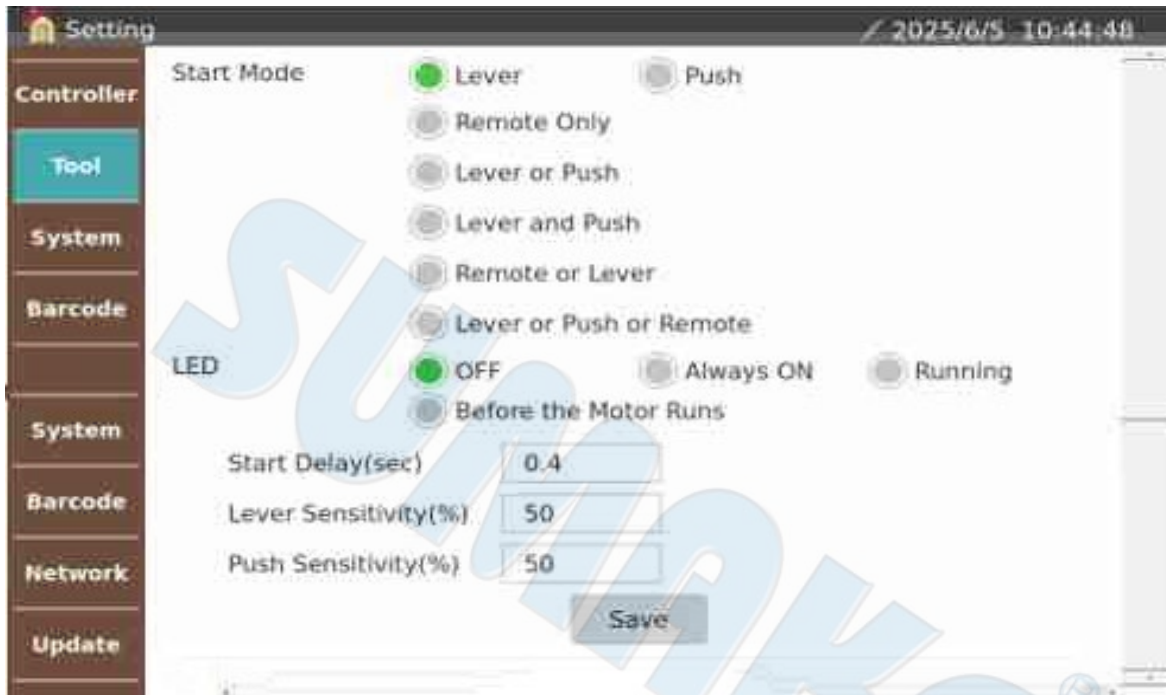 Setting
2025/6/5 10:44:48
Controller
Tool
System
Barcode
System
Barcode
Network
Update
Start Mode
Lever
Push
Remote Only
Lever or Push
Lever and Push
Remote or Lever
Lever or Push or Remote
LED
OFF
Always ON
Running
Before the Motor Runs
Start Delay(sec)
0.4
Lever Sensitivity(%)
50
Push Sensitivity(%)
50
Save
SUMAKE
®